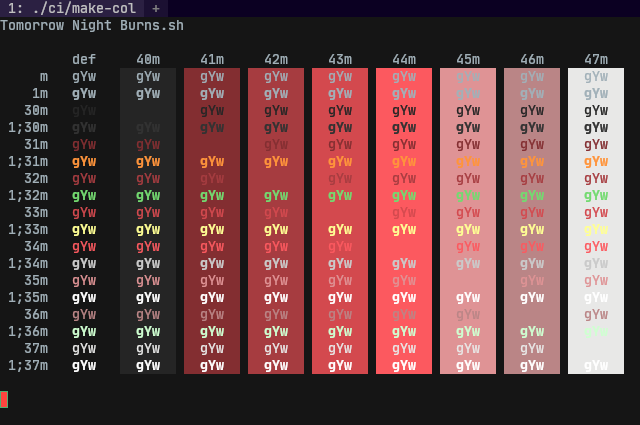 1: ./ci/make-col +
Tomorrow Night Burns.sh
def 40m 41m 42m 43m 44m 45m 46m 47m
m gYw gYw gYw gYw gYw gYw gYw gYw gYw
1m gYw gYw gYw gYw gYw gYw gYw gYw gYw
30m gYw gYw gYw gYw gYw gYw gYw gYw
1;30m gYw gYw gYw gYw gYw gYw gYw gYw gYw
31m gYw gYw gYw gYw gYw gYw gYw gYw
1;31m gYw gYw gYw gYw gYw gYw gYw gYw gYw
32m gYw gYw gYw gYw gYw gYw gYw gYw
1;32m gYw gYw gYw gYw gYw gYw gYw gYw gYw
33m gYw gYw gYw gYw gYw gYw gYw gYw
1;33m gYw gYw gYw gYw gYw gYw gYw gYw gYw
34m gYw gYw gYw gYw gYw gYw gYw gYw
1;34m gYw gYw gYw gYw gYw gYw gYw gYw gYw
35m gYw gYw gYw gYw gYw gYw gYw gYw
1;35m gYw gYw gYw gYw gYw gYw gYw gYw gYw
36m gYw gYw gYw gYw gYw gYw gYw gYw
1;36m gYw gYw gYw gYw gYw gYw gYw gYw gYw
37m gYw gYw gYw gYw gYw gYw gYw gYw
1;37m gYw gYw gYw gYw gYw gYw gYw gYw gYw